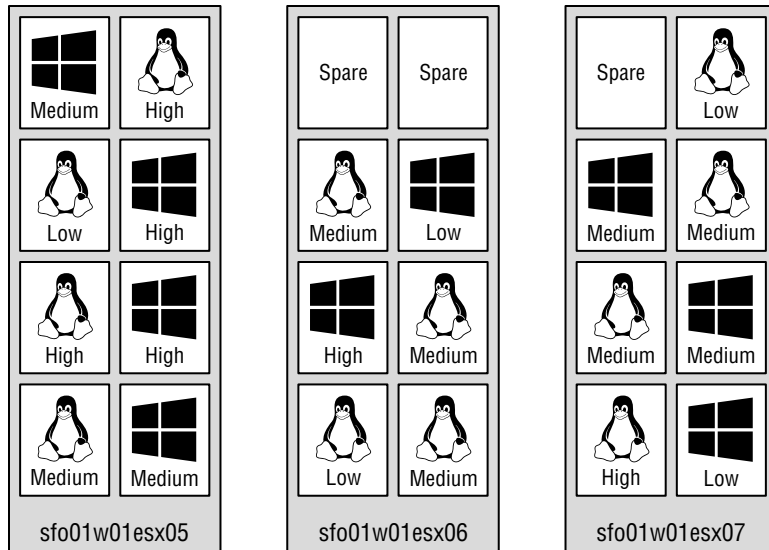 Medium High
Low High
High High
Medium Medium
sfo01w01esx05
Spare Spare
Medium Low
High Medium
Low Medium
sfo01w01esx06
Spare Low
Medium Medium
Medium Medium
High Low
sfo01w01esx07